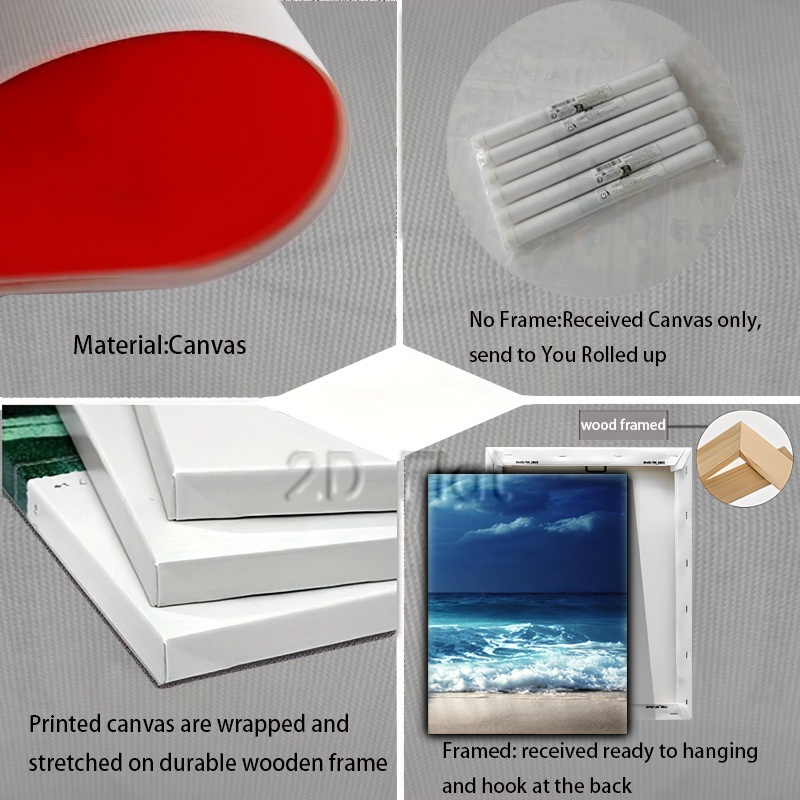 Material:Canvas
No Frame:Received Canvas only,
send to You Rolled up
2D
Printed canvas are wrapped and
stretched on durable wooden frame
wood framed
Framed: received ready to hanging
and hook at the back